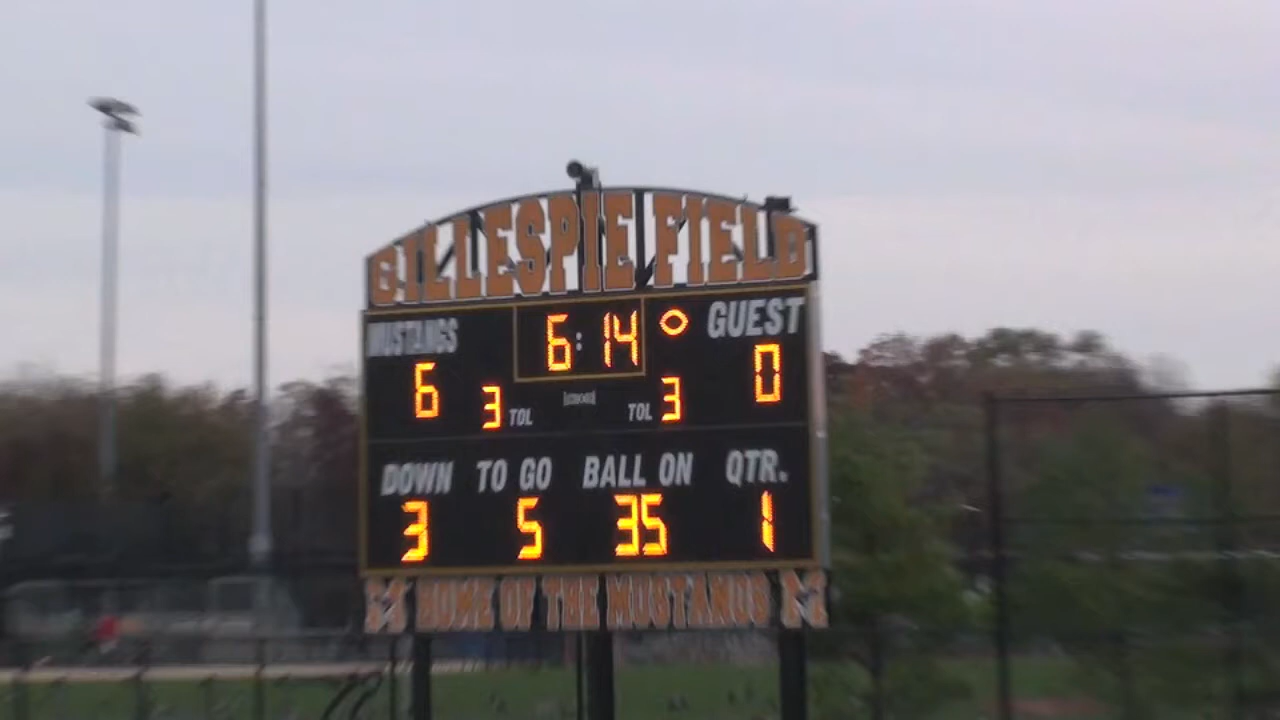 GILLESPIE FIELD
MUSTANGS 6:14 GUEST
6 3 TOL TOL 3 0
DOWN TO GO BALL ON QTR.
3 5 35 1
M HOME OF THE MUSTANGS M